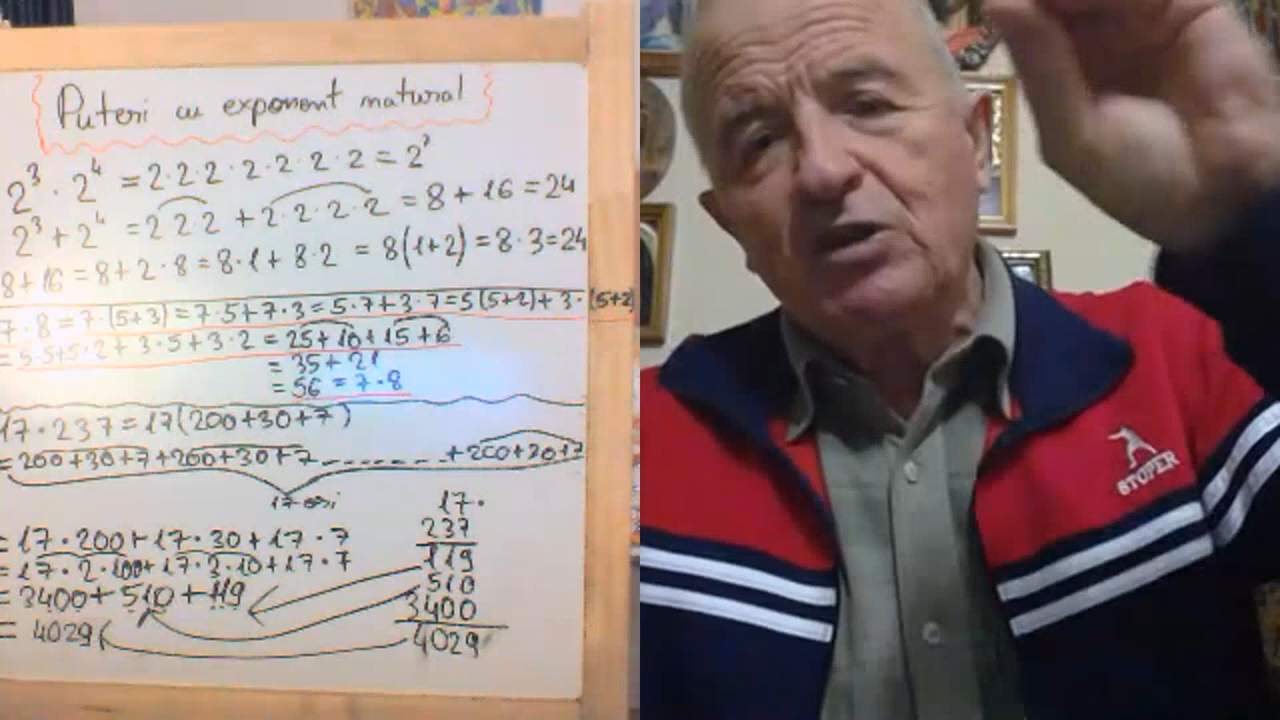 Puteri cu exponent natural
2³ · 2⁴ = 2·2·2·2·2·2·2 = 2⁷
2³ + 2⁴ = 2·2·2 + 2·2·2·2 = 8 + 16 = 24
8+16 = 8+2·8 = 8·1 + 8·2 = 8(1+2) = 8·3=24
7·8 = 7·(5+3) = 7·5+7·3 = 5·7+3·7=5(5+2)+3·(5+2)
= 5·5+5·2+3·5+3·2 = 25+10+15+6
= 35+21
= 56 = 7·8
17·237=17(200+30+7)
=200+30+7+200+30+7-------+200+30+7
17 ori
= 17·200+17·30+17·7
= 17·2·100+17·3·10+17·7
= 3400+510+119
= 4029
17·
237
119
510
3400
4029
STOPER